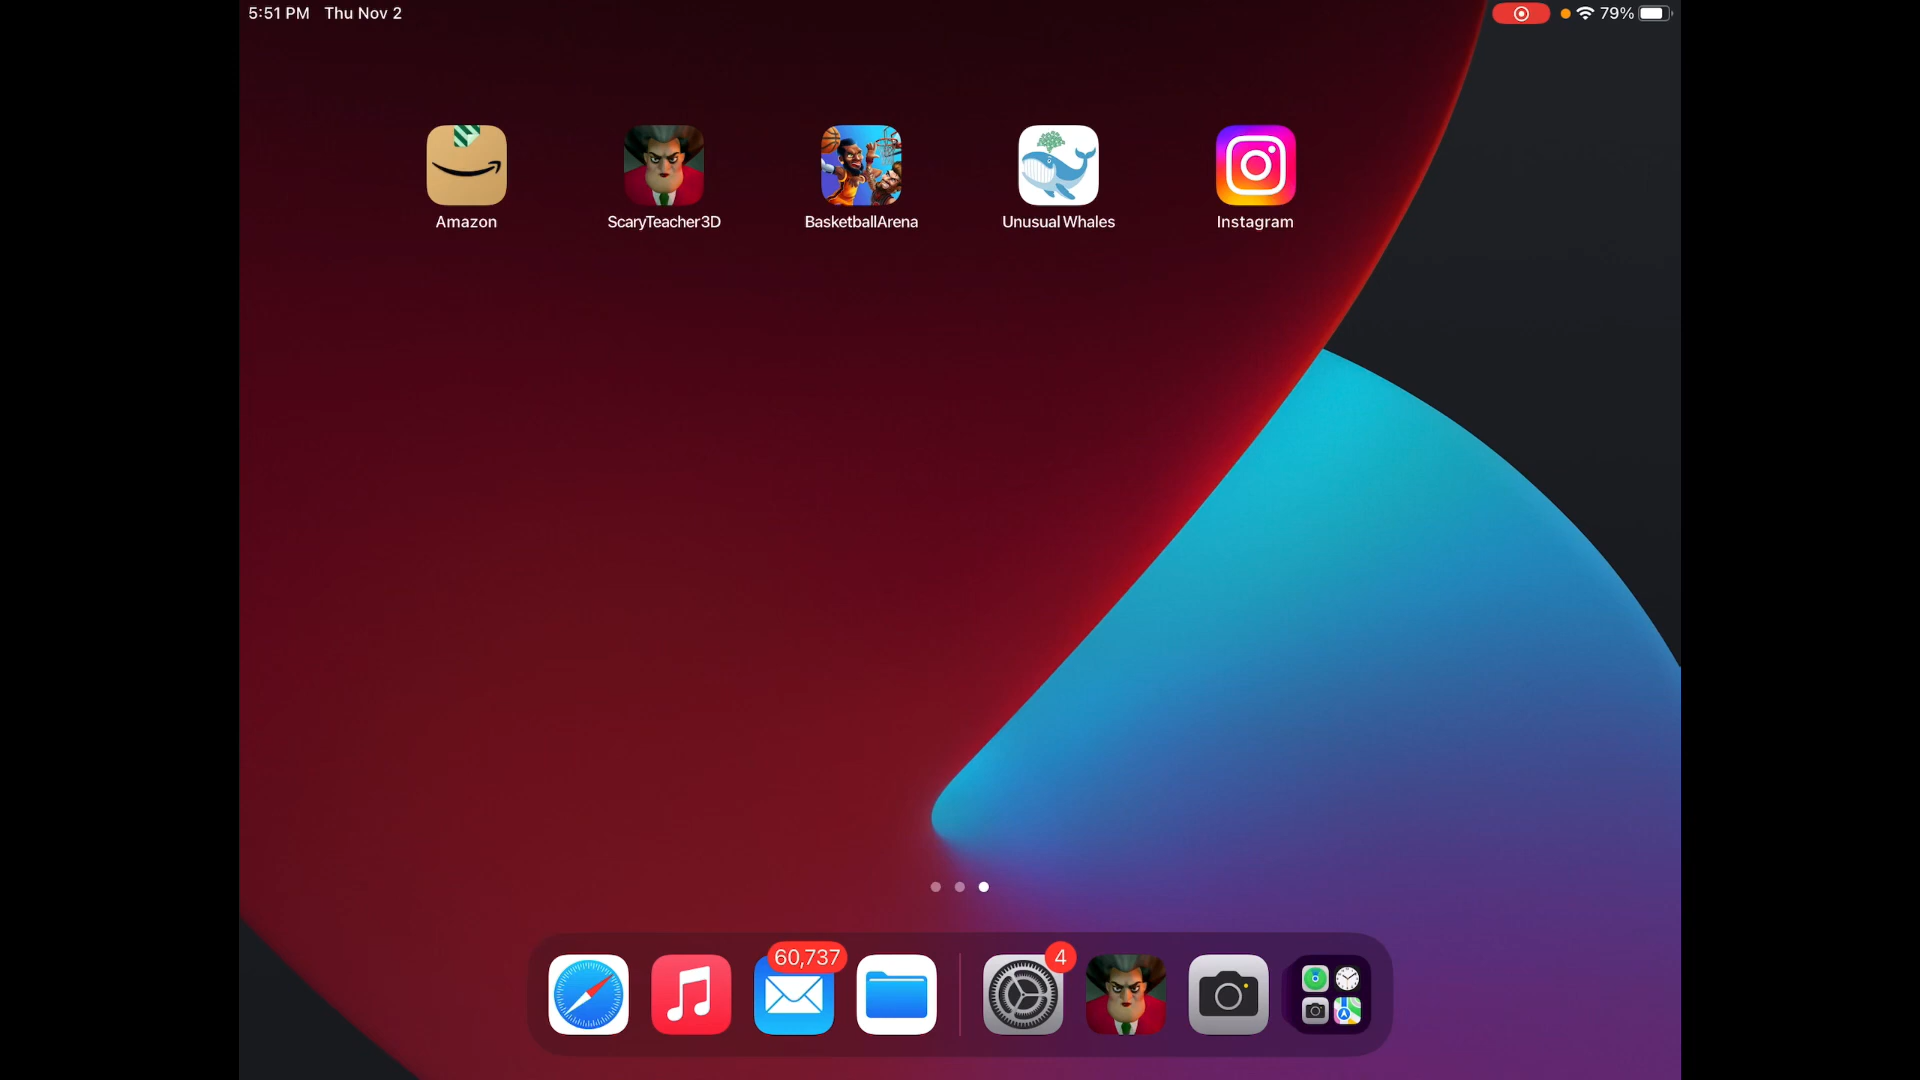 5:51 PM Thu Nov 2
79%
Amazon
ScaryTeacher3D
BasketballArena
Unusual Whales
Instagram
60,737
4